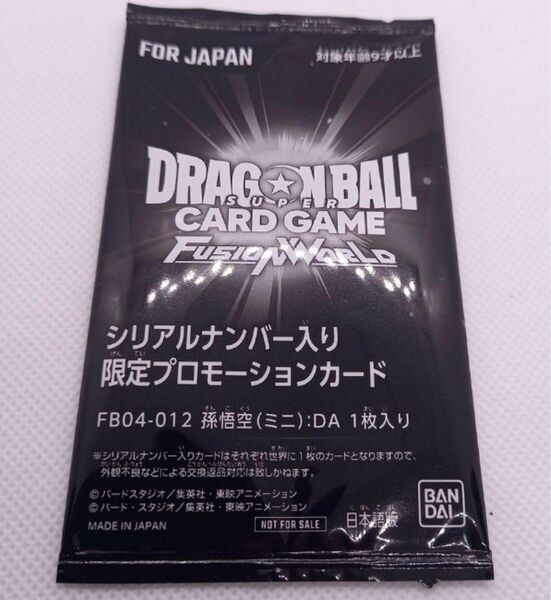 FOR JAPAN
対象年齢9才以上
DRAGON BALL
SUPER
CARD GAME
FUSION WORLD
シリアルナンバー入り
限定プロモーションカード
FB04-012 孫悟空(ミニ):DA 1枚入り
※シリアルナンバー入りカードはそれぞれ世界に1枚のカードとなりますので、
外観不良などによる交換返品対応は致しかねます。
©バードスタジオ/集英社・東映アニメーション
©バード・スタジオ/集英社・東映アニメーション
MADE IN JAPAN
NOT FOR SALE
日本語版
BAN
DAI